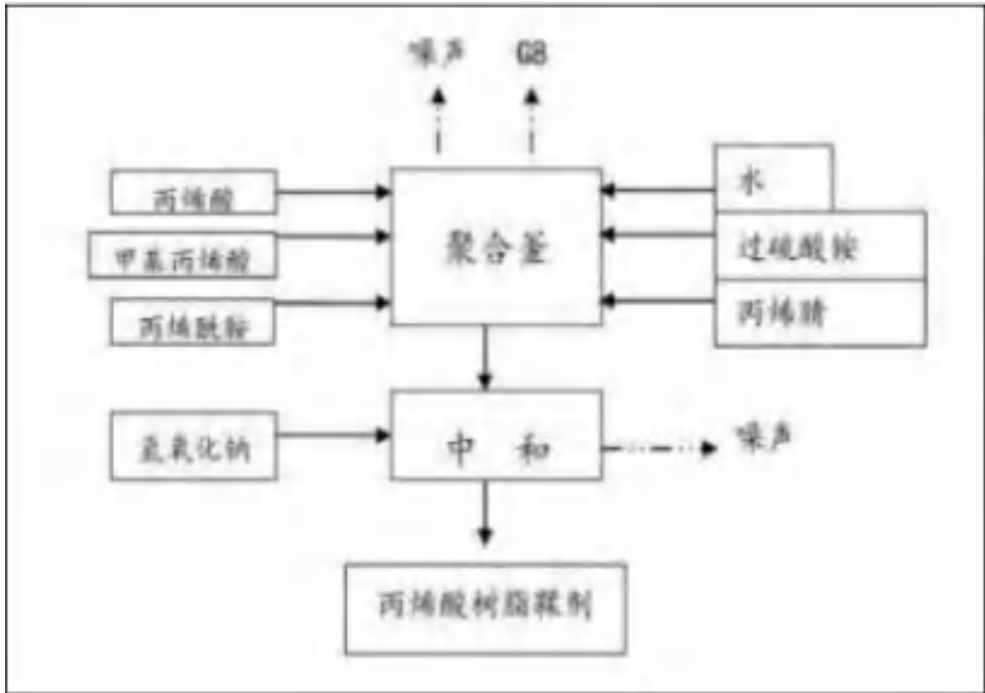 噪声 G8
丙烯酸
水
甲基丙烯酸
聚合釜
过硫酸铵
丙烯酰胺
丙烯腈
氢氧化钠
中 和
噪声
丙烯酸树脂鞣剂